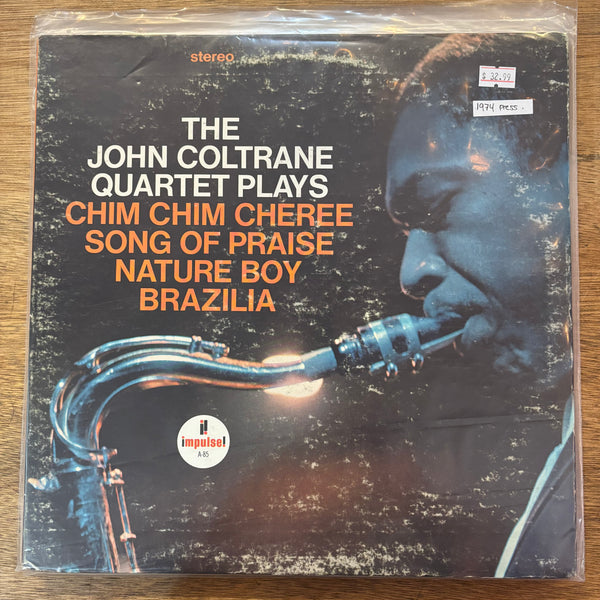 stereo
$ 32.99
1974 PRESS.
THE
JOHN COLTRANE
QUARTET PLAYS
CHIM CHIM CHEREE
SONG OF PRAISE
NATURE BOY
BRAZILIA
i!
impulse!
A-85